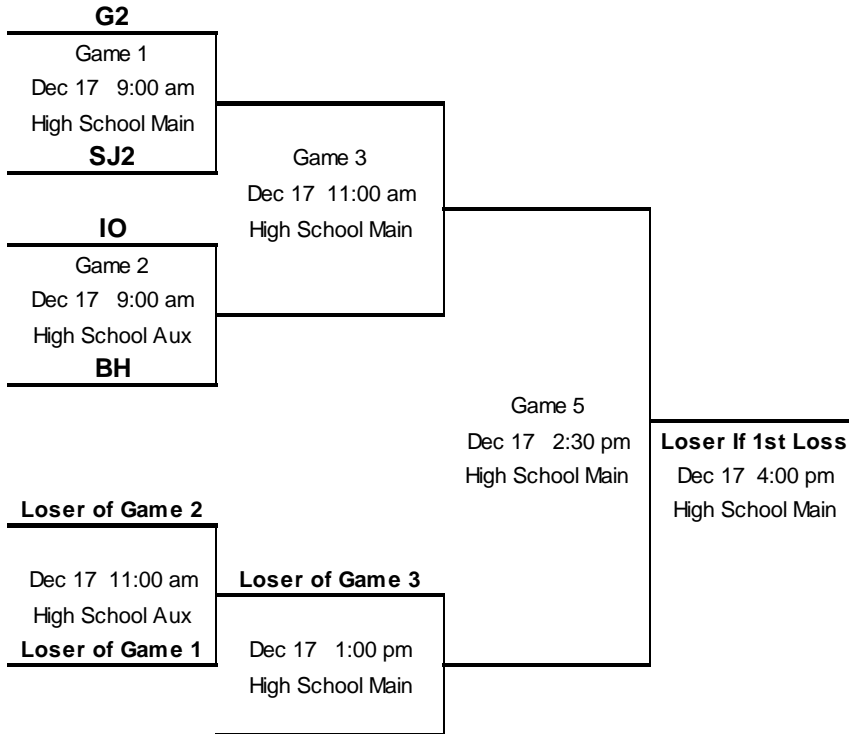 G2
Game 1
Dec 17 9:00 am
High School Main
SJ2
Game 3
Dec 17 11:00 am
High School Main
IO
Game 2
Dec 17 9:00 am
High School Aux
BH
Game 5
Dec 17 2:30 pm
High School Main
Loser If 1st Loss
Dec 17 4:00 pm
High School Main
Loser of Game 2
Dec 17 11:00 am
High School Aux
Loser of Game 1
Loser of Game 3
Dec 17 1:00 pm
High School Main